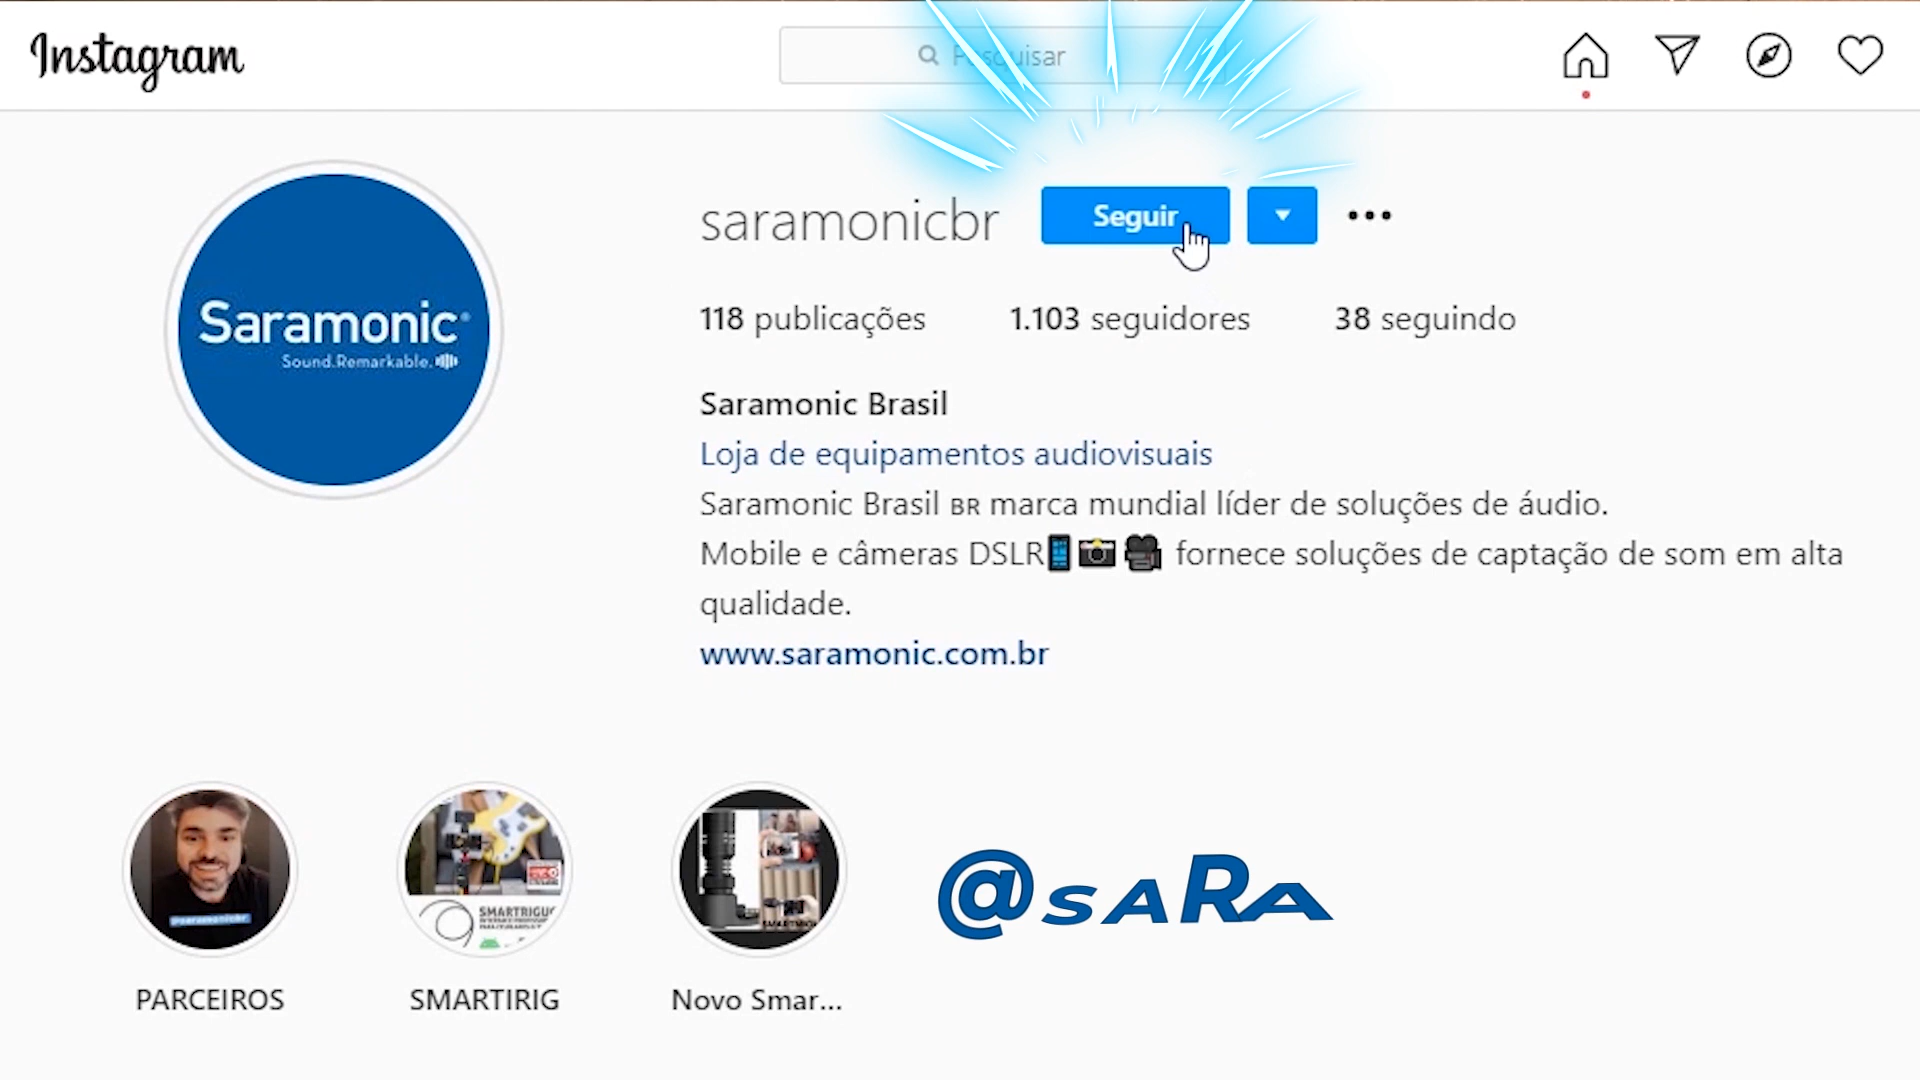 Instagram
Pesquisar
saramonicbr
Seguir
118 publicações
1.103 seguidores
38 seguindo
Saramonic®
Sound.Remarkable.
Saramonic Brasil
Loja de equipamentos audiovisuais
Saramonic Brasil BR marca mundial líder de soluções de áudio.
Mobile e câmeras DSLR📱📷🎥 fornece soluções de captação de som em alta
qualidade.
www.saramonic.com.br
@saramonicbr
@saRa
PARCEIROS
SMARTIRIG
Novo Smar...